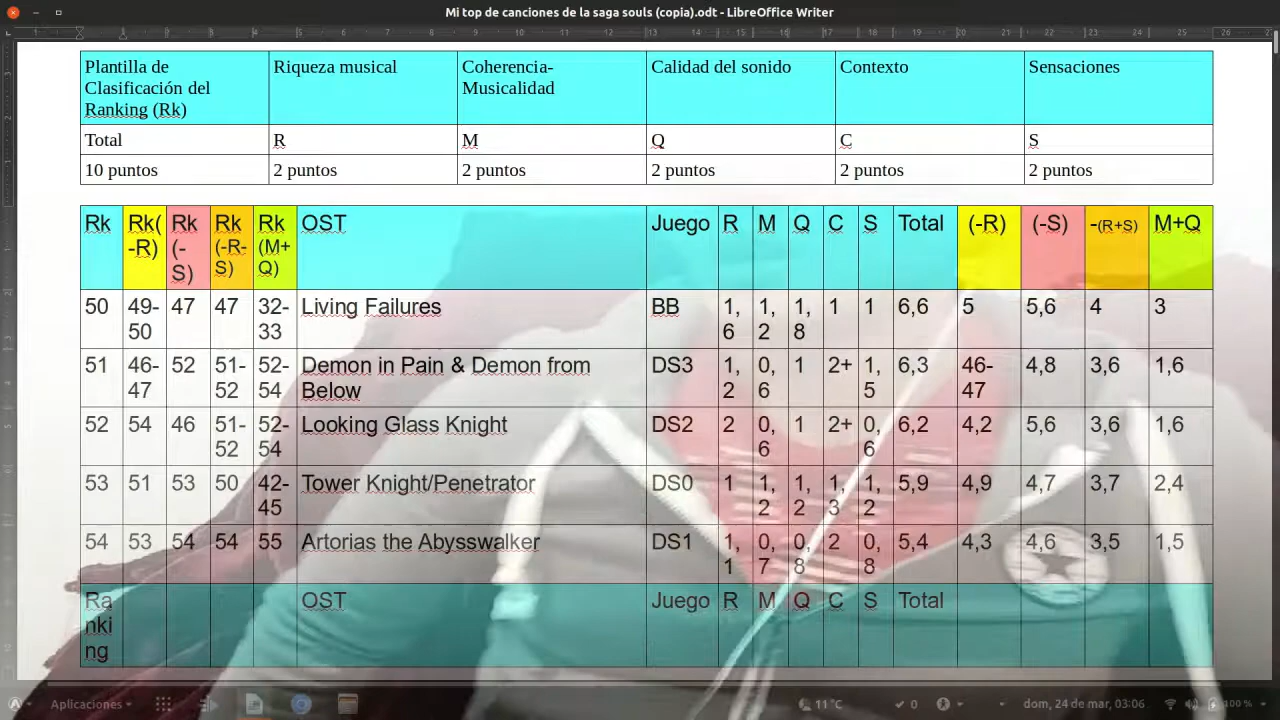 Mi top de canciones de la saga souls (copia).odt - LibreOffice Writer
Plantilla de Clasificación del Ranking (Rk) Riqueza musical Coherencia-Musicalidad Calidad del sonido Contexto Sensaciones
Total R M Q C S
10 puntos 2 puntos 2 puntos 2 puntos 2 puntos 2 puntos
Rk Rk(-R) Rk (-S) Rk (-R-S) Rk (M+Q) OST Juego R M Q C S Total (-R) (-S) -(R+S) M+Q
50 49-50 47 47 32-33 Living Failures BB 1,6 1,2 1,8 1 1 6,6 5 5,6 4 3
51 46-47 52 51-52 52-54 Demon in Pain & Demon from Below DS3 1,2 0,6 1 2+ 1,5 6,3 46-47 4,8 3,6 1,6
52 54 46 51-52 52-54 Looking Glass Knight DS2 2 0,6 1 2+ 0,6 6,2 4,2 5,6 3,6 1,6
53 51 53 50 42-45 Tower Knight/Penetrator DS0 1 1,2 1,2 1,3 1,2 5,9 4,9 4,7 3,7 2,4
54 53 54 54 55 Artorias the Abysswalker DS1 1,1 0,7 0,8 2 0,8 5,4 4,3 4,6 3,5 1,5
Ranking OST Juego R M Q C S Total
Aplicaciones 11 °C 0 dom, 24 de mar, 03:06 100 %